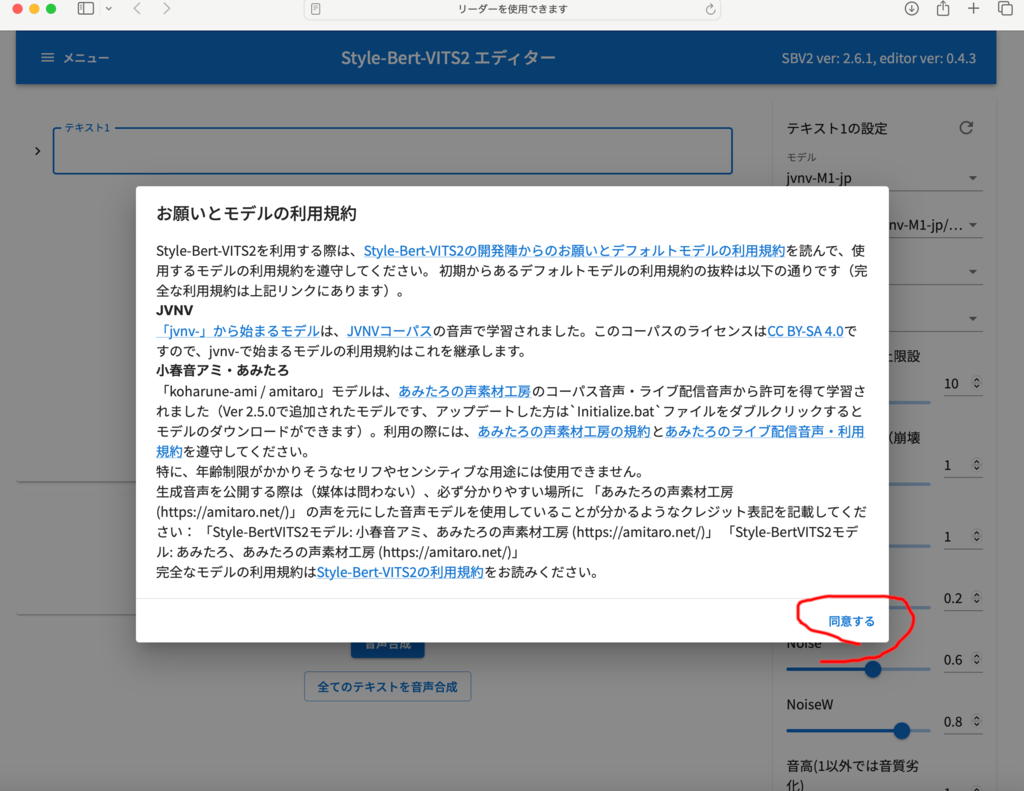 リーダーを使用できます
メニュー
Style-Bert-VITS2 エディター
SBV2 ver: 2.6.1, editor ver: 0.4.3
テキスト1
テキスト1の設定
モデル
jvnv-M1-jp
nv-M1-jp/...
お願いとモデルの利用規約
Style-Bert-VITS2を利用する際は、Style-Bert-VITS2の開発陣からのお願いとデフォルトモデルの利用規約を読んで、使
用するモデルの利用規約を遵守してください。 初期からあるデフォルトモデルの利用規約の抜粋は以下の通りです（完
全な利用規約は上記リンクにあります）。
JVNV
「jvnv-」から始まるモデルは、JVNVコーパスの音声で学習されました。このコーパスのライセンスはCC BY-SA 4.0で
すので、jvnv-で始まるモデルの利用規約はこれを継承します。
小春音アミ・あみたろ
「koharune-ami / amitaro」モデルは、あみたろの声素材工房のコーパス音声・ライブ配信音声から許可を得て学習さ
れました（Ver 2.5.0で追加されたモデルです、アップデートした方は`Initialize.bat`ファイルをダブルクリックすると
モデルのダウンロードができます）。利用の際には、あみたろの声素材工房の規約とあみたろのライブ配信音声・利用
規約を遵守してください。
特に、年齢制限がかかりそうなセリフやセンシティブな用途には使用できません。
生成音声を公開する際は（媒体は問わない）、必ず分かりやすい場所に 「あみたろの声素材工房
(https://amitaro.net/)」 の声を元にした音声モデルを使用していることが分かるようなクレジット表記を記載してくだ
さい： 「Style-BertVITS2モデル: 小春音アミ、あみたろの声素材工房 (https://amitaro.net/)」 「Style-BertVITS2モデ
ル: あみたろ、あみたろの声素材工房 (https://amitaro.net/)」
完全なモデルの利用規約はStyle-Bert-VITS2の利用規約をお読みください。
同意する
限設
10
(崩壊
1
1
0.2
Noise
0.6
NoiseW
0.8
音声合成
全てのテキストを音声合成
音高(1以外では音質劣
化)